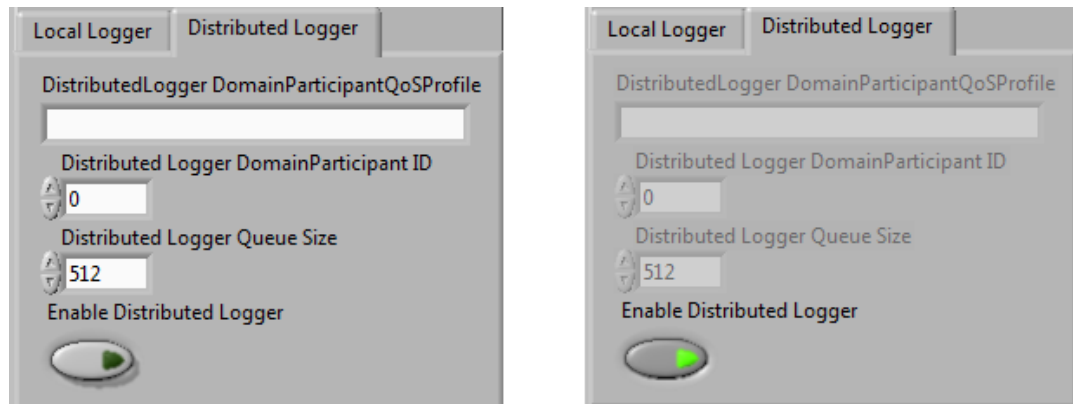 Local Logger
Distributed Logger
DistributedLogger DomainParticipantQoSProfile
Distributed Logger DomainParticipant ID
0
Distributed Logger Queue Size
512
Enable Distributed Logger
Local Logger
Distributed Logger
DistributedLogger DomainParticipantQoSProfile
Distributed Logger DomainParticipant ID
0
Distributed Logger Queue Size
512
Enable Distributed Logger